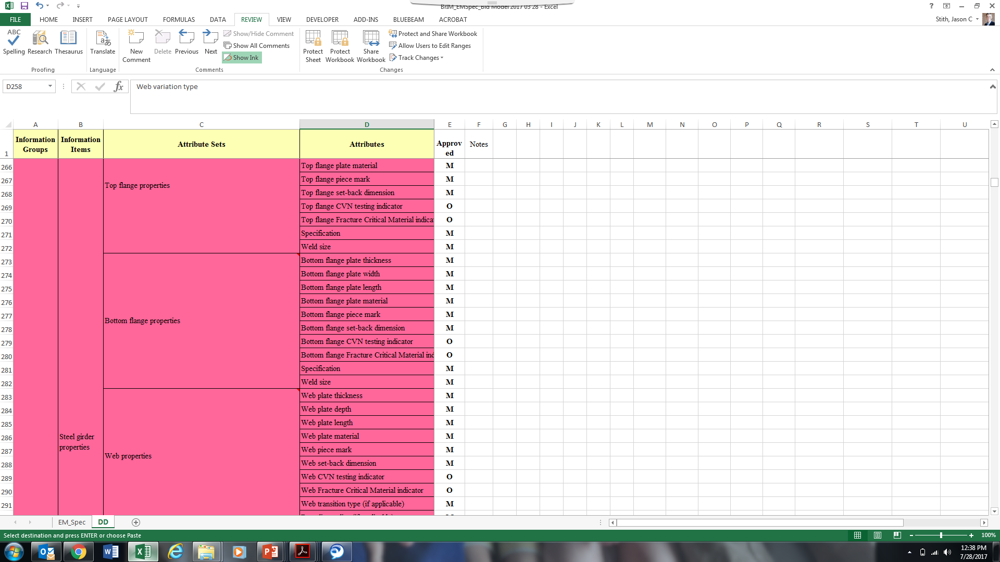 BrIM_EMSpec_Bid Model 2017 03 28 - Excel
FILE HOME INSERT PAGE LAYOUT FORMULAS DATA REVIEW VIEW DEVELOPER ADD-INS BLUEBEAM ACROBAT
Stith, Jason C
ABC
Spelling Research Thesaurus
Proofing
Translate
Language
New Comment
Delete Previous Next
Show/Hide Comment
Show All Comments
Show Ink
Comments
Protect Sheet
Protect Workbook
Share Workbook
Protect and Share Workbook
Allow Users to Edit Ranges
Track Changes
Changes
D258
fx
Web variation type
A B C D E F G H I J K L M N O P Q R S T U
1 Information Groups Information Items Attribute Sets Attributes Approved Notes
266 Top flange plate material M
267 Top flange piece mark M
Top flange properties
268 Top flange set-back dimension M
269 Top flange CVN testing indicator O
270 Top flange Fracture Critical Material indica O
271 Specification M
272 Weld size M
273 Bottom flange plate thickness M
274 Bottom flange plate width M
275 Bottom flange plate length M
276 Bottom flange plate material M
277 Bottom flange piece mark M
Bottom flange properties
278 Bottom flange set-back dimension M
279 Bottom flange CVN testing indicator O
280 Bottom flange Fracture Critical Material ind O
281 Specification M
282 Weld size M
283 Web plate thickness M
284 Web plate depth M
285 Web plate length M
286 Web plate material M
Steel girder properties
287 Web piece mark M
Web properties
288 Web set-back dimension M
289 Web CVN testing indicator O
290 Web Fracture Critical Material indicator O
291 Web transition type (if applicable) M
EM_Spec DD
Select destination and press ENTER or choose Paste
100%
12:38 PM
7/28/2017